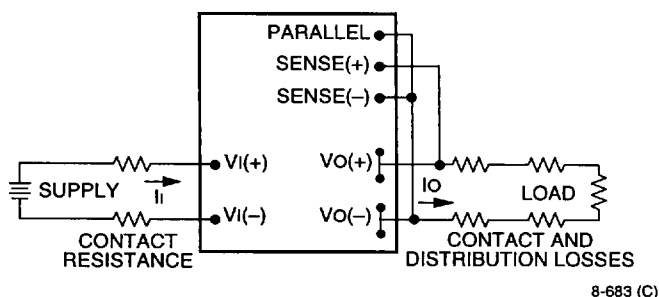 PARALLEL
SENSE(+)
SENSE(–)
VI(+)
VO(+)
SUPPLY
II
IO
LOAD
VI(–)
VO(–)
CONTACT
RESISTANCE
CONTACT AND
DISTRIBUTION LOSSES
8-683 (C)